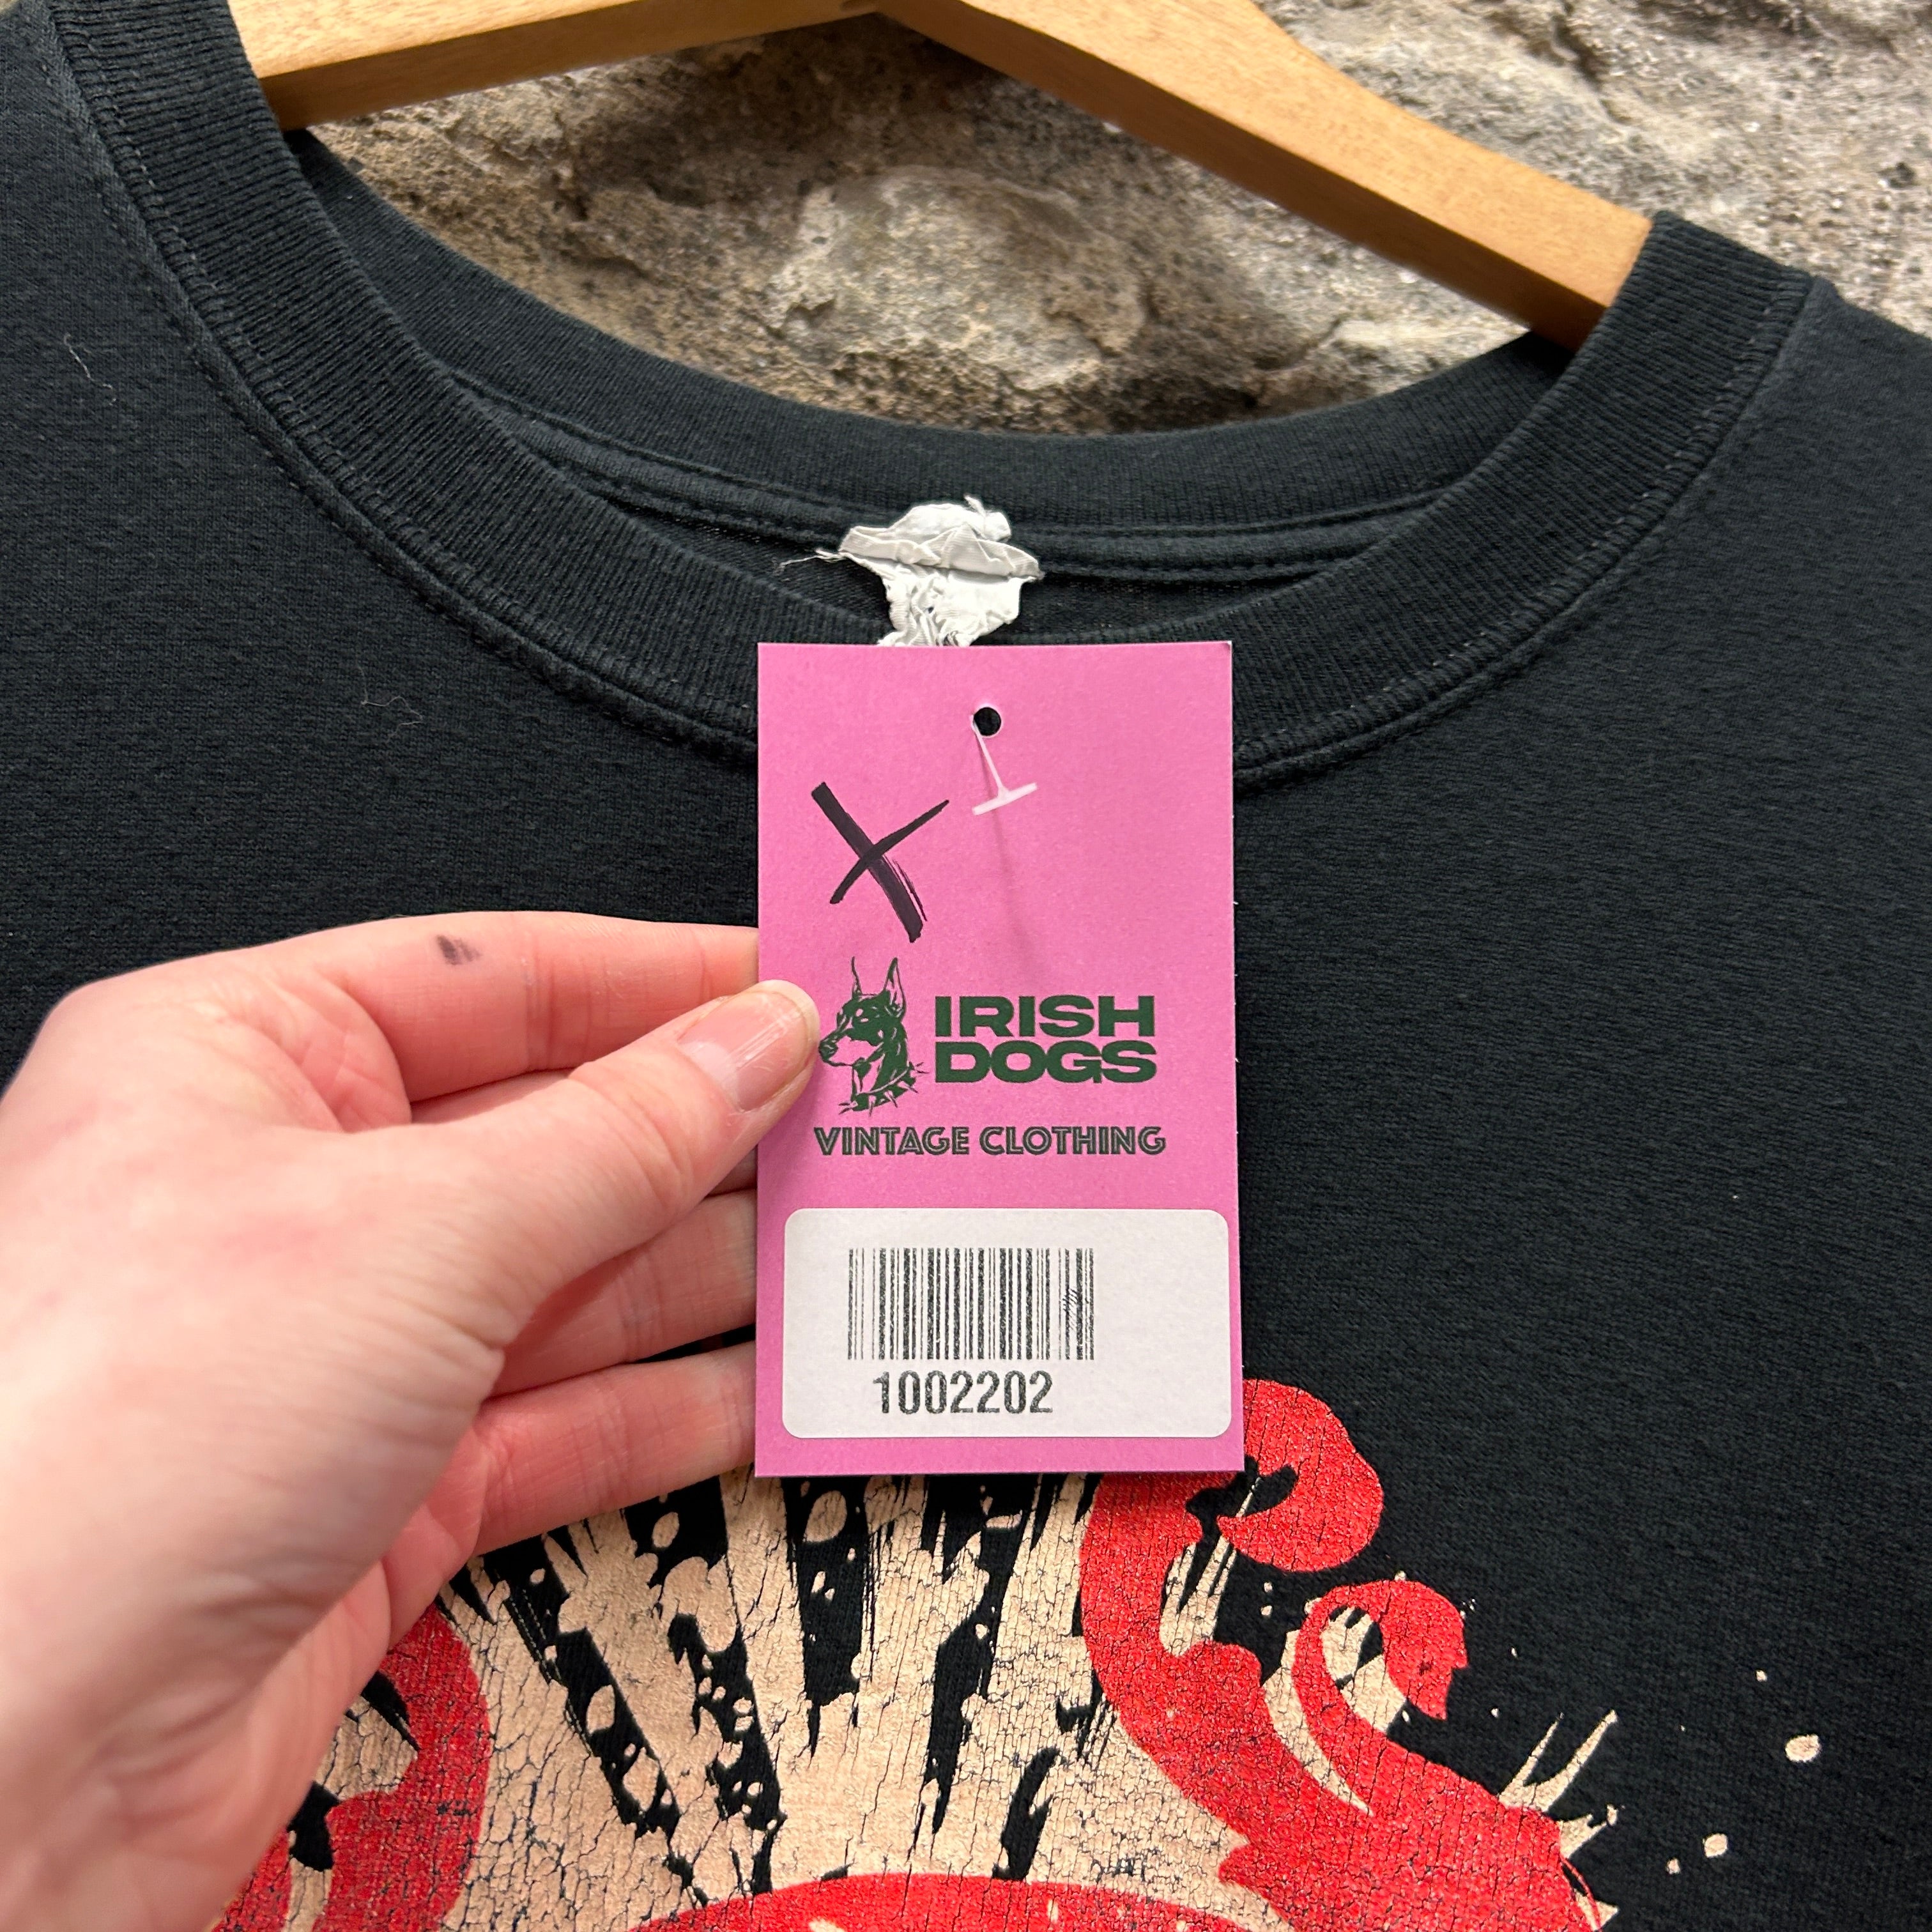 X
IRISH
DOGS
VINTAGE CLOTHING
1002202